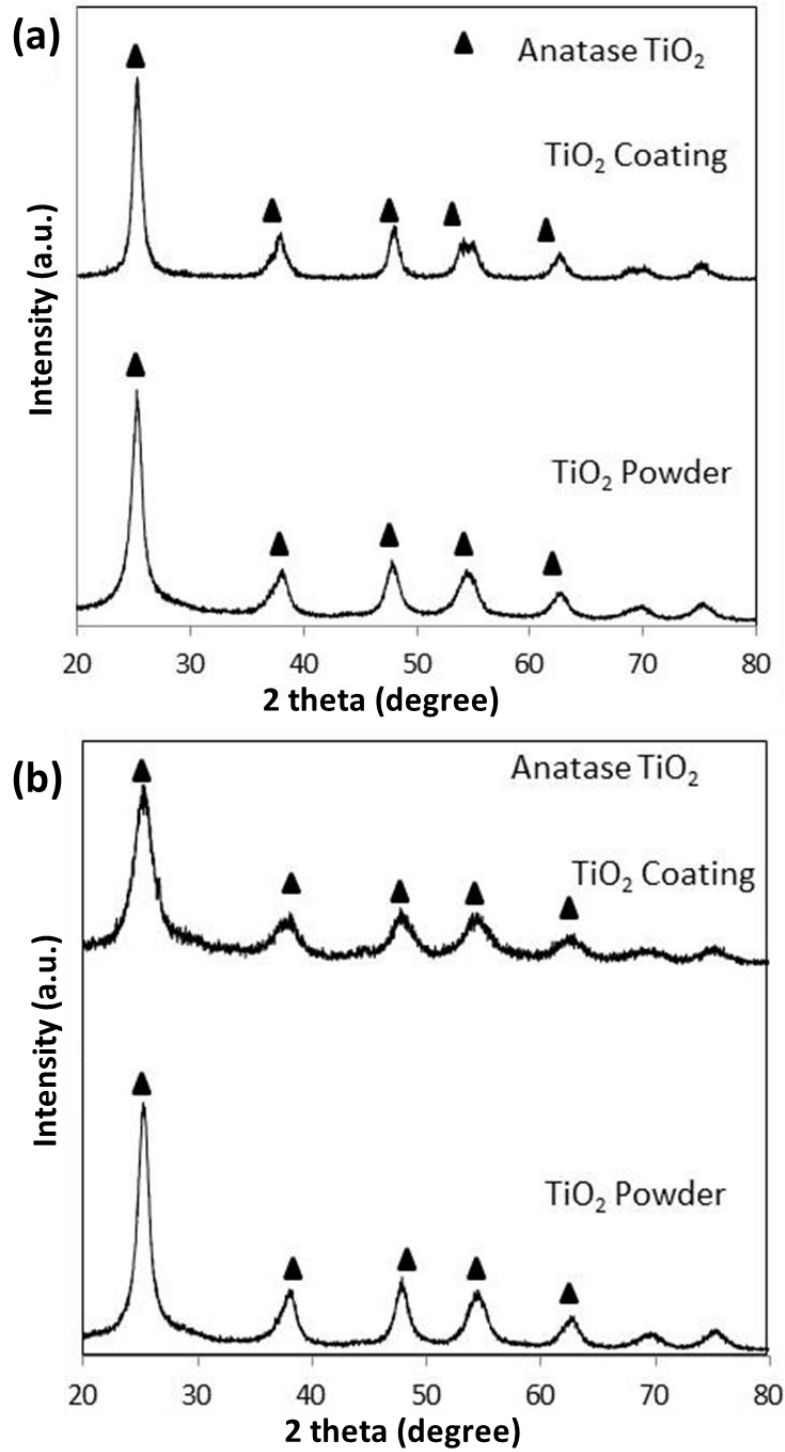 (a)
▲ Anatase TiO₂
TiO₂ Coating
Intensity (a.u.)
TiO₂ Powder
20 30 40 50 60 70 80
2 theta (degree)
(b)
Anatase TiO₂
TiO₂ Coating
Intensity (a.u.)
TiO₂ Powder
20 30 40 50 60 70 80
2 theta (degree)